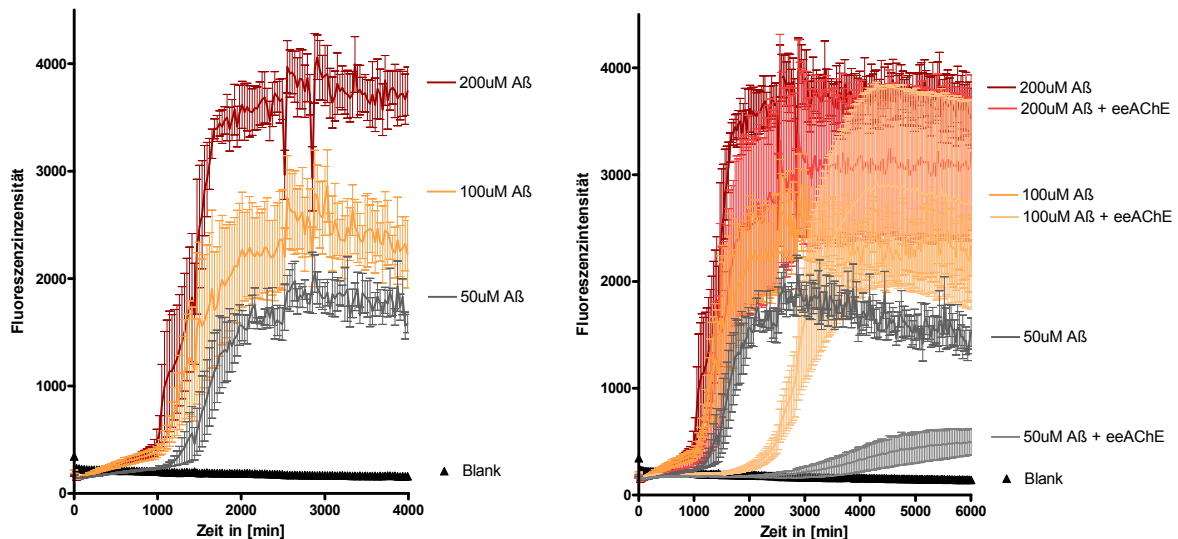 4000
3000
2000
1000
0
Fluoreszenzinzensität
0
1000
2000
3000
4000
Zeit in [min]
200uM Aß
100uM Aß
50uM Aß
Blank
4000
3000
2000
1000
0
Fluoreszenzintensität
0
1000
2000
3000
4000
5000
6000
Zeit in [min]
200uM Aß
200uM Aß + eeAChE
100uM Aß
100uM Aß + eeAChE
50uM Aß
50uM Aß + eeAChE
Blank